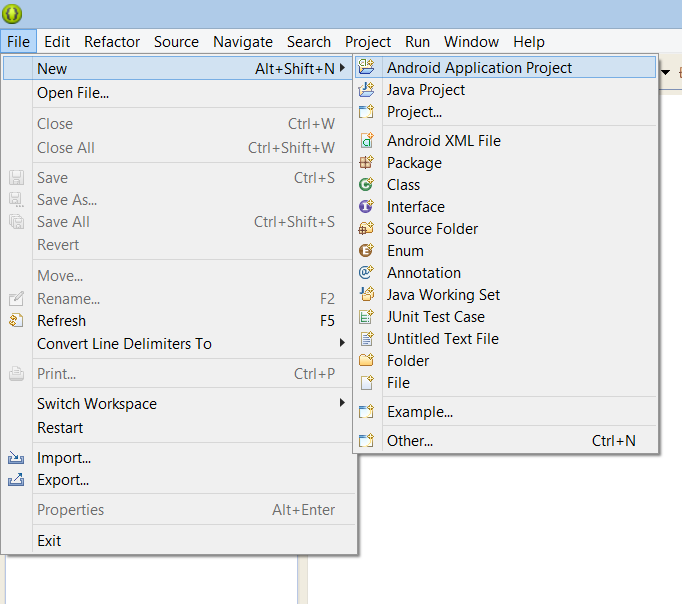 File Edit Refactor Source Navigate Search Project Run Window Help
New Alt+Shift+N
Open File...
Close Ctrl+W
Close All Ctrl+Shift+W
Save Ctrl+S
Save As...
Save All Ctrl+Shift+S
Revert
Move...
Rename... F2
Refresh F5
Convert Line Delimiters To
Print... Ctrl+P
Switch Workspace
Restart
Import...
Export...
Properties Alt+Enter
Exit
Android Application Project
Java Project
Project...
Android XML File
Package
Class
Interface
Source Folder
Enum
Annotation
Java Working Set
JUnit Test Case
Untitled Text File
Folder
File
Example...
Other... Ctrl+N